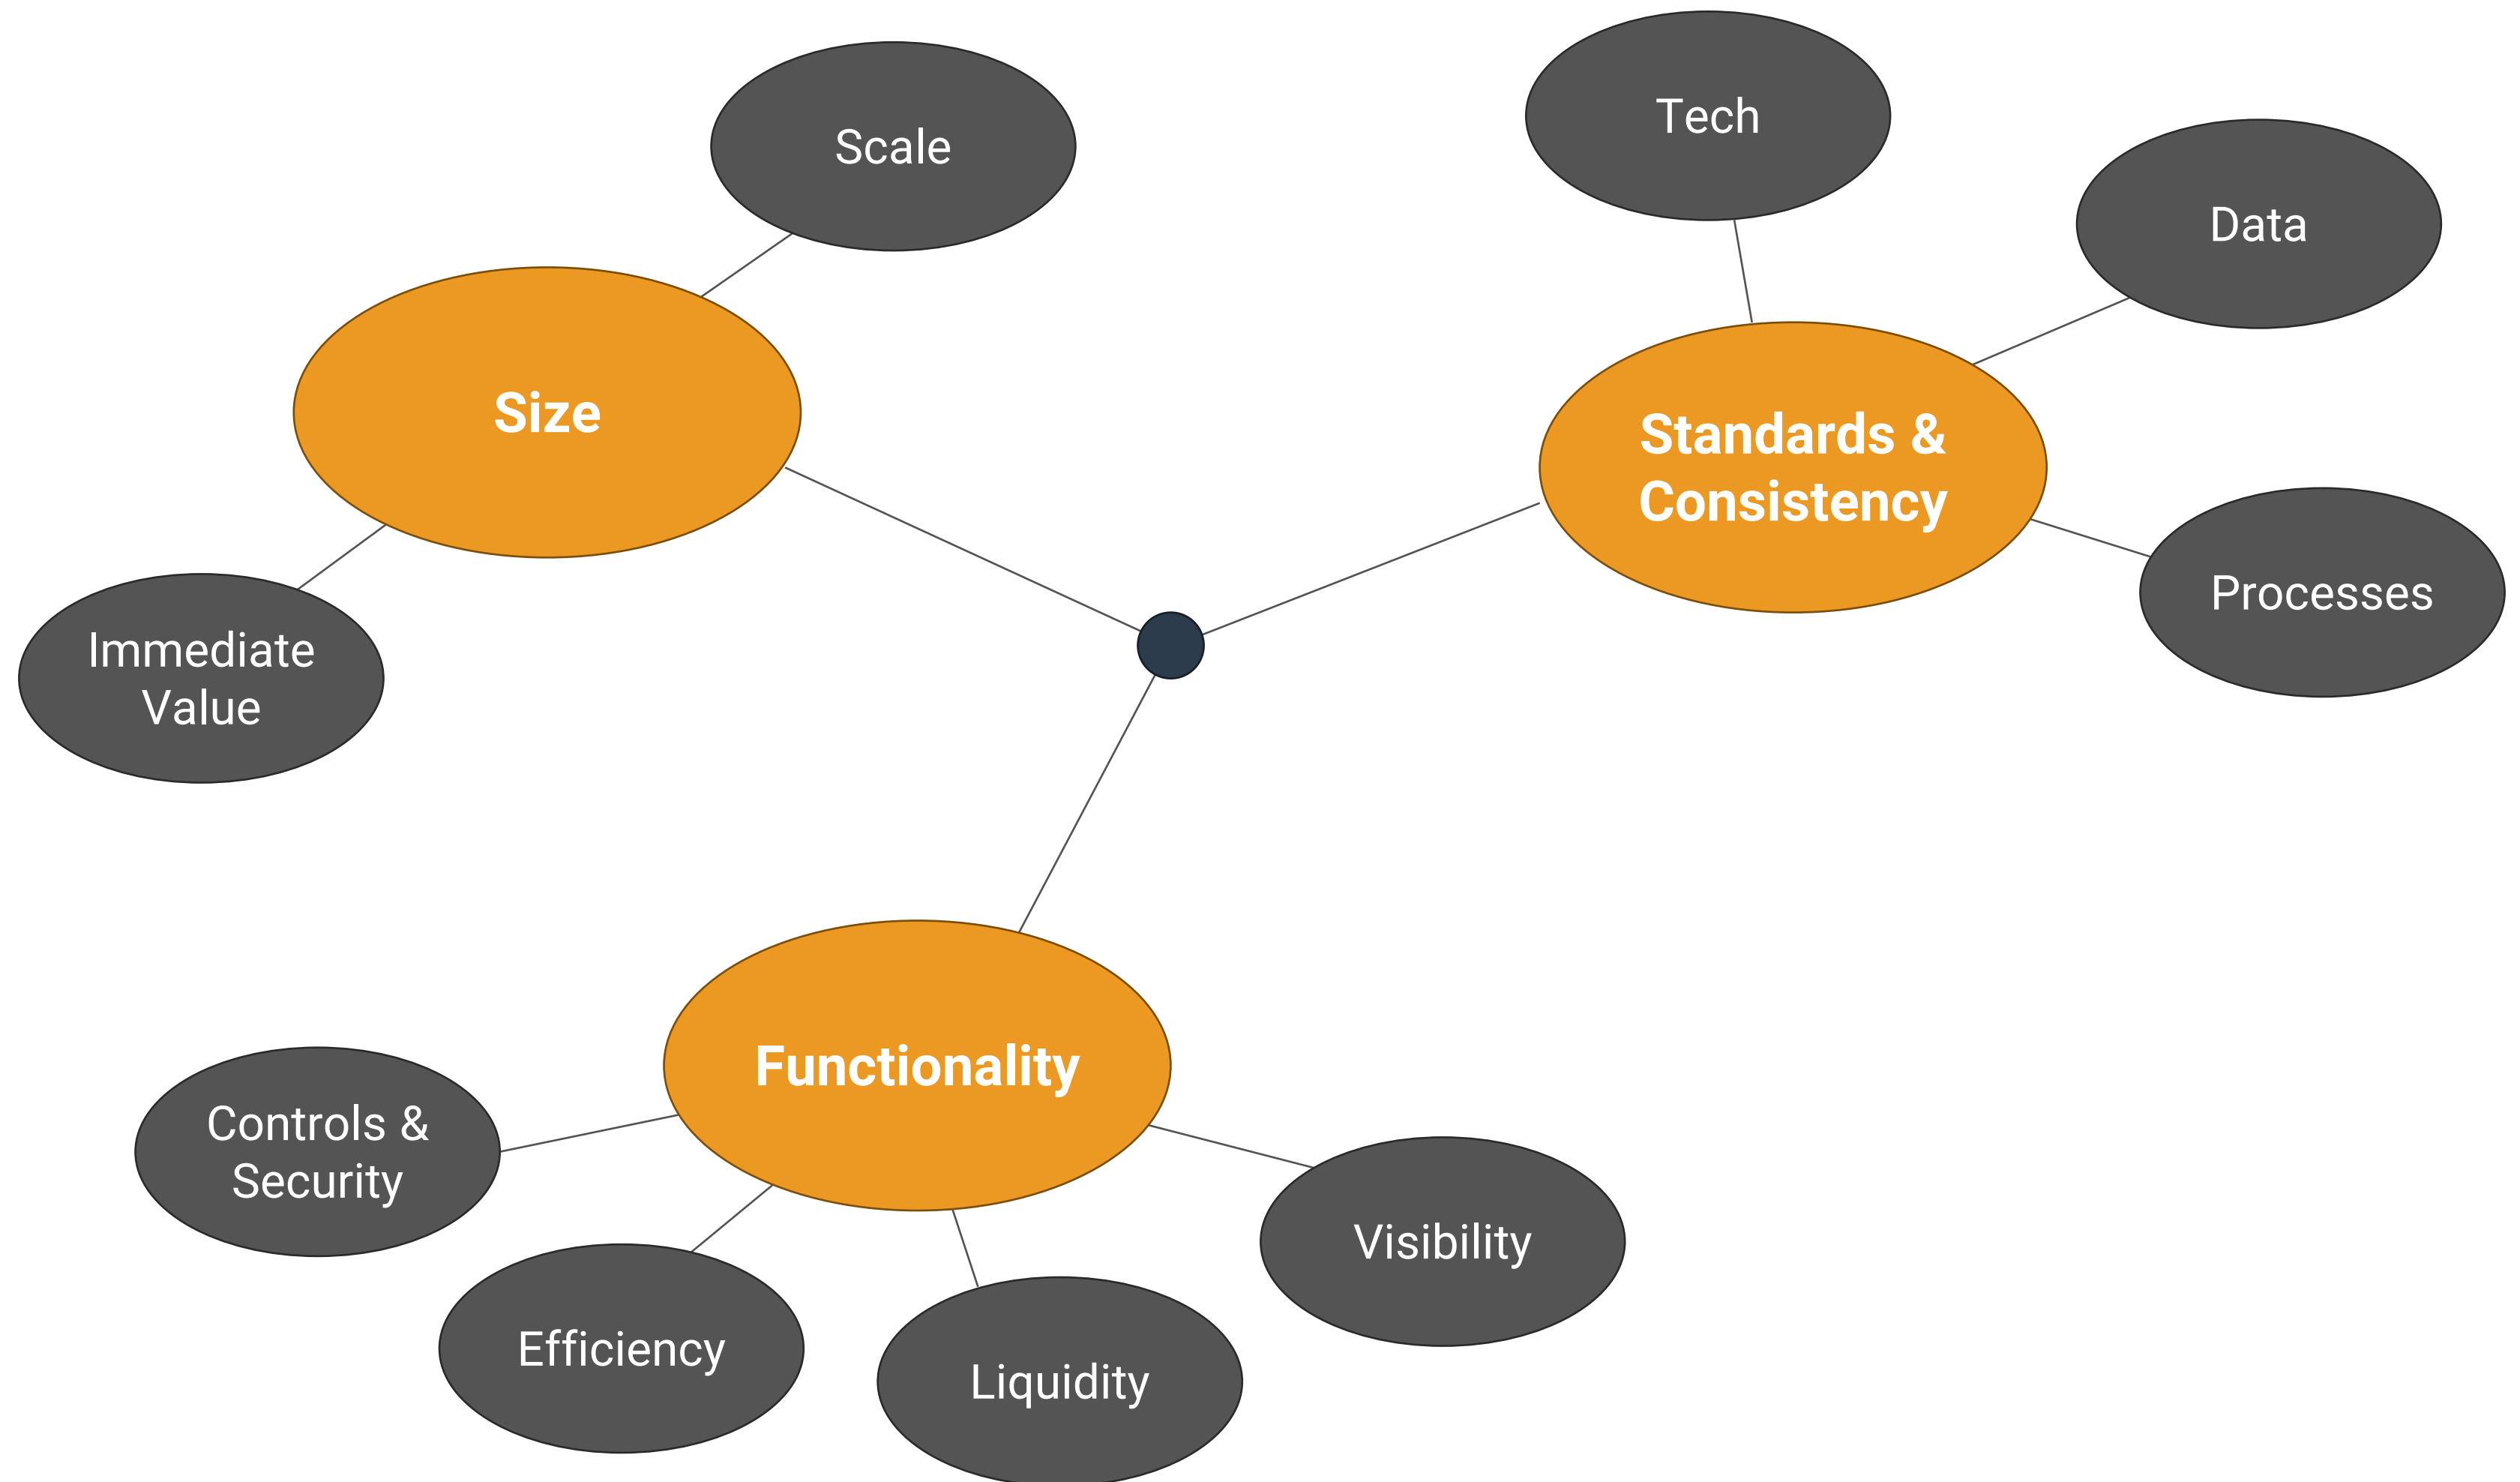 Scale
Tech
Data
Size
Standards &
Consistency
Processes
Immediate
Value
Functionality
Controls &
Security
Visibility
Efficiency
Liquidity